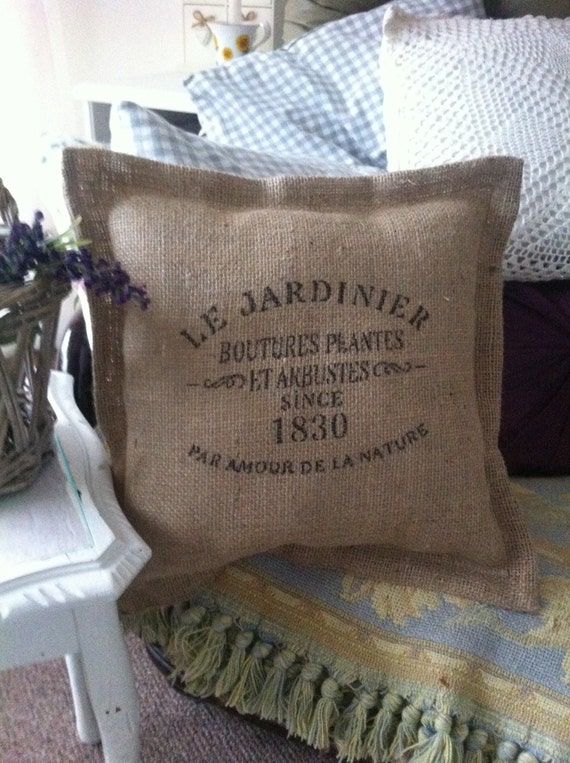 LE JARDINIER
BOUTURES PLANTES
ET ARBUSTES
SINCE
1830
PAR AMOUR DE LA NATURE